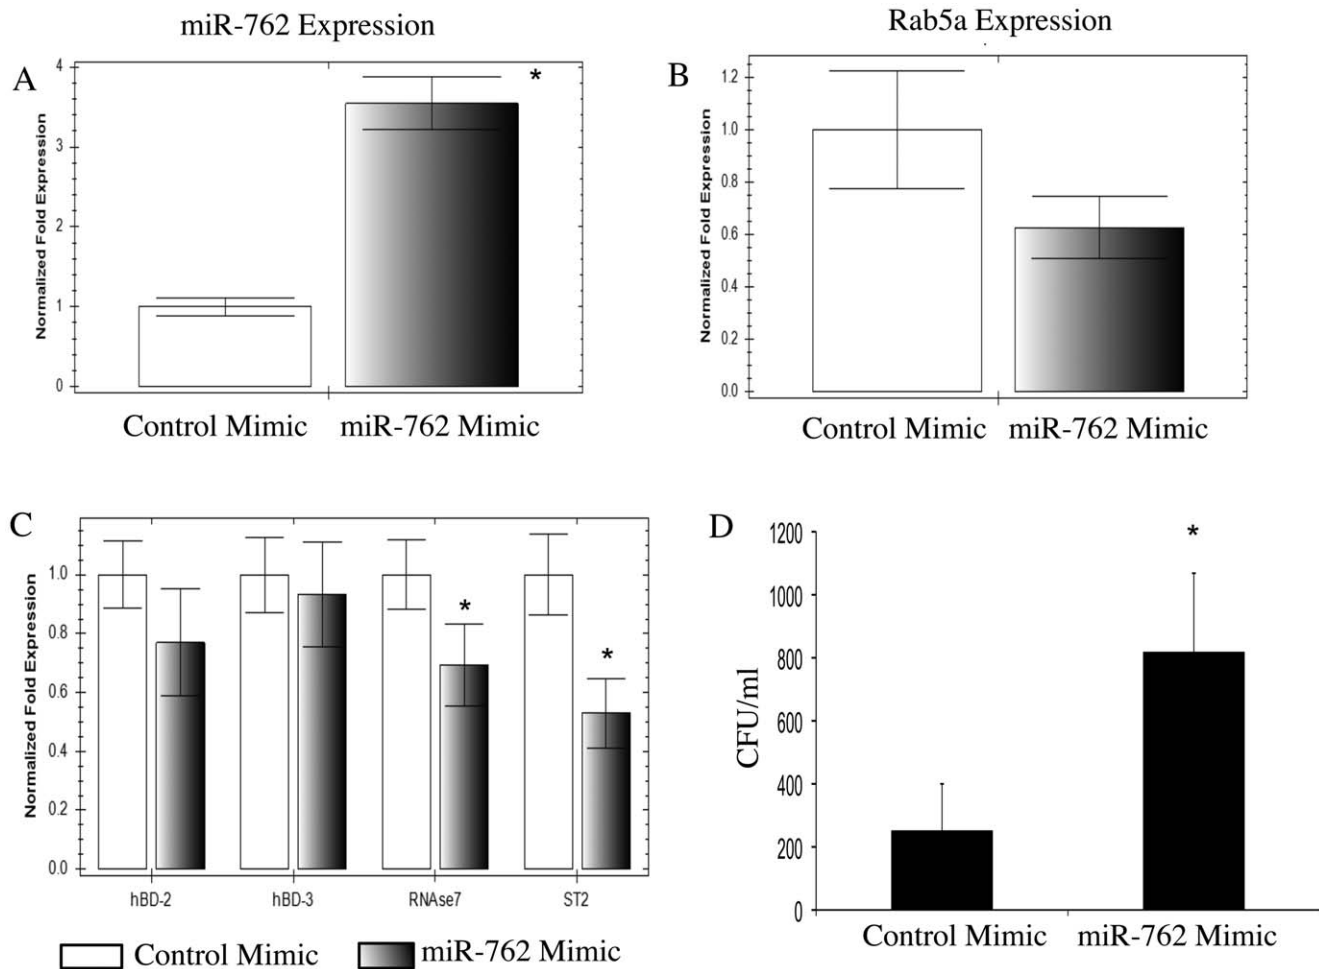 miR-762 Expression
A
Normalized Fold Expression
4
3
2
1
0
*
Control Mimic miR-762 Mimic
Rab5a Expression
B
Normalized Fold Expression
1.2
1.0
0.8
0.6
0.4
0.2
0.0
Control Mimic miR-762 Mimic
C
Normalized Fold Expression
1.0
0.8
0.6
0.4
0.2
0.0
*
*
hBD-2 hBD-3 RNAse7 ST2
Control Mimic miR-762 Mimic
D
CFU/ml
1200
1000
800
600
400
200
0
*
Control Mimic miR-762 Mimic